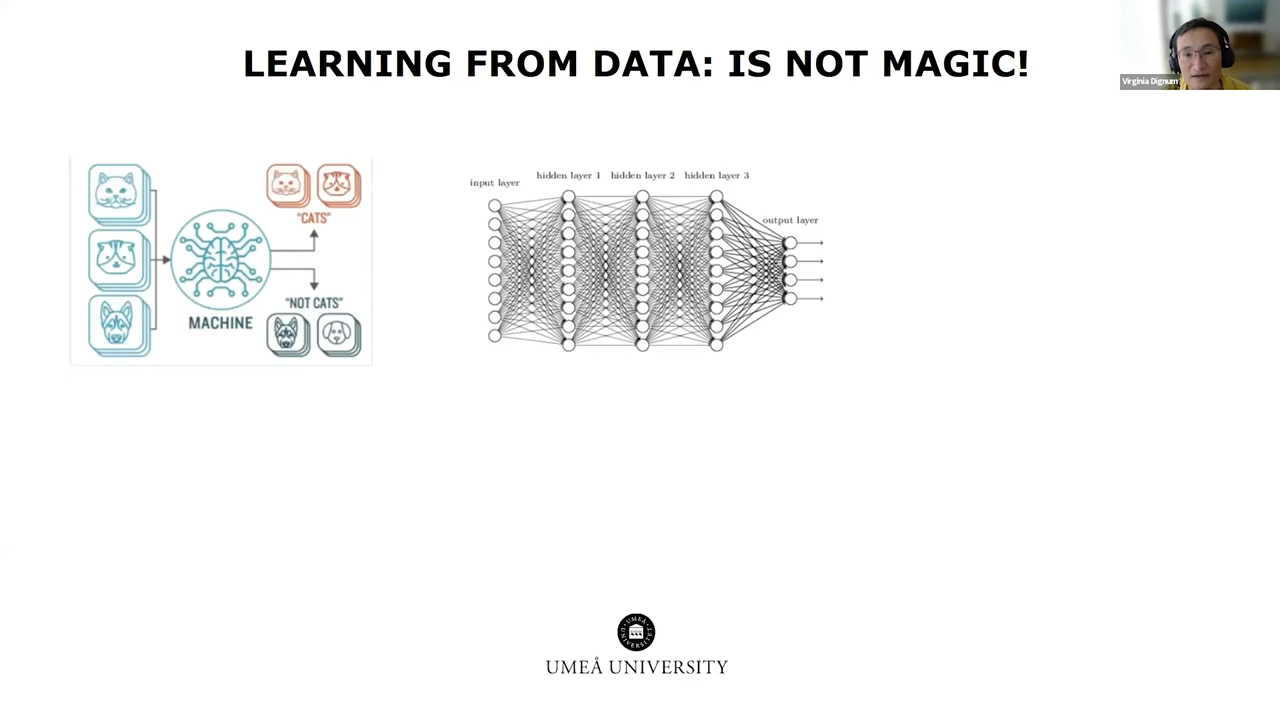 LEARNING FROM DATA: IS NOT MAGIC!
Virginia Dignum
"CATS"
"NOT CATS"
MACHINE
input layer
hidden layer 1 hidden layer 2 hidden layer 3
output layer
UMEÅ UNIVERSITY